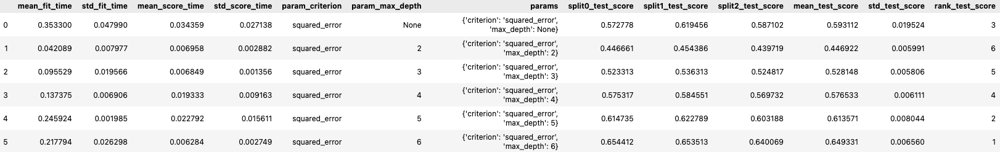 mean_fit_time std_fit_time mean_score_time std_score_time param_criterion param_max_depth params split0_test_score split1_test_score split2_test_score mean_test_score std_test_score rank_test_score
0 0.353300 0.047990 0.034359 0.027138 squared_error None {'criterion': 'squared_error', 'max_depth': None} 0.572778 0.619456 0.587102 0.593112 0.019524 3
1 0.042089 0.007977 0.006958 0.002882 squared_error 2 {'criterion': 'squared_error', 'max_depth': 2} 0.446661 0.454386 0.439719 0.446922 0.005991 6
2 0.095529 0.019566 0.006849 0.001356 squared_error 3 {'criterion': 'squared_error', 'max_depth': 3} 0.523313 0.536313 0.524817 0.528148 0.005806 5
3 0.137375 0.006906 0.019333 0.009163 squared_error 4 {'criterion': 'squared_error', 'max_depth': 4} 0.575317 0.584551 0.569732 0.576533 0.006111 4
4 0.245924 0.001985 0.022792 0.015611 squared_error 5 {'criterion': 'squared_error', 'max_depth': 5} 0.614735 0.622789 0.603188 0.613571 0.008044 2
5 0.217794 0.026298 0.006284 0.002749 squared_error 6 {'criterion': 'squared_error', 'max_depth': 6} 0.654412 0.653513 0.640069 0.649331 0.006560 1